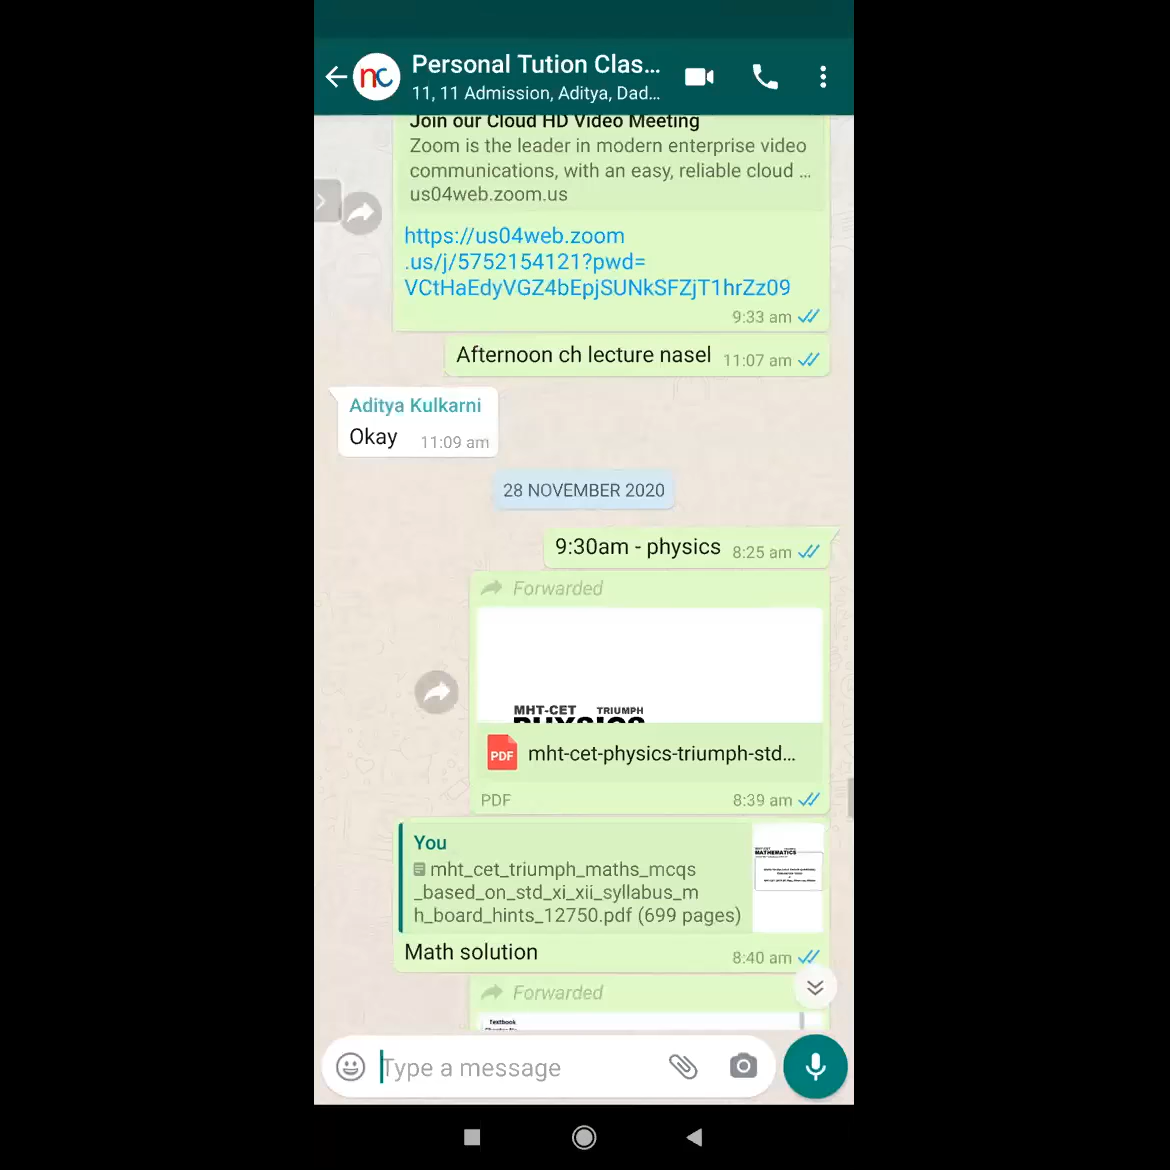 nc
Personal Tution Clas...
11, 11 Admission, Aditya, Dad...
Join our Cloud HD Video Meeting
Zoom is the leader in modern enterprise video
communications, with an easy, reliable cloud ...
us04web.zoom.us
https://us04web.zoom
.us/j/5752154121?pwd=
VCtHaEdyVGZ4bEpjSUNkSFZjT1hrZz09
9:33 am
Afternoon ch lecture nasel 11:07 am
Aditya Kulkarni
Okay 11:09 am
28 NOVEMBER 2020
9:30am - physics 8:25 am
Forwarded
MHT-CET TRIUMPH
PHYSICS
PDF mht-cet-physics-triumph-std...
PDF 8:39 am
You
mht_cet_triumph_maths_mcqs
_based_on_std_xi_xii_syllabus_m
h_board_hints_12750.pdf (699 pages)
MATHEMATICS
Math solution 8:40 am
Forwarded
Textbook
Type a message